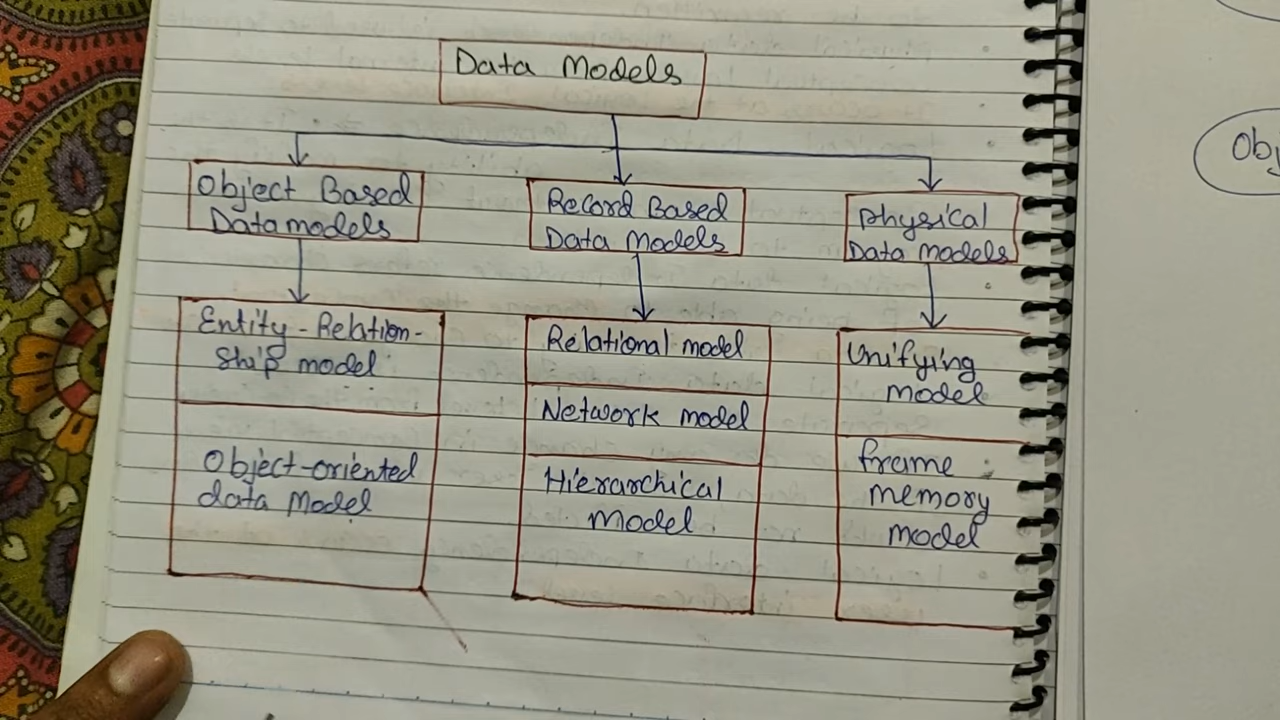 Data Models
Object Based
Datamodels
Record Based
Data Models
physical
Data models
Entity-Relation-
Ship model
Object-oriented
data Model
Relational model
Network model
Hierarchical
Model
Unifying
model
frame
memory
model